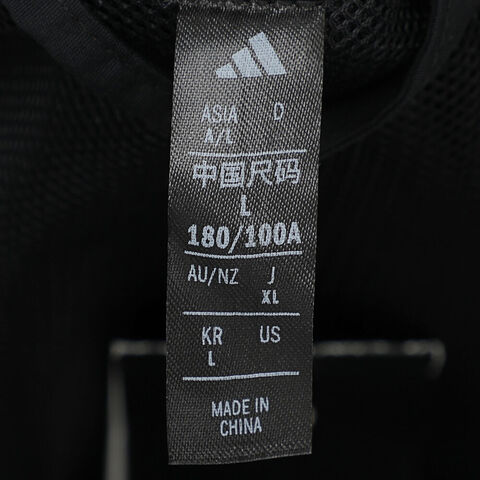 ASIA D
A/L
中国尺码
L
180/100A
AU/NZ J
XL
KR US
L
MADE IN
CHINA